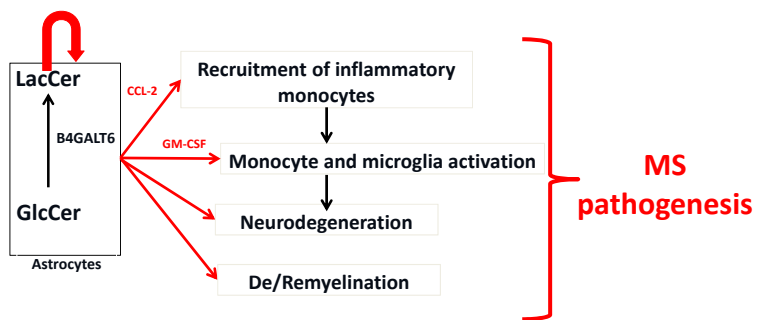 LacCer
B4GALT6
GlcCer
Astrocytes
CCL-2
GM-CSF
Recruitment of inflammatory
monocytes
Monocyte and microglia activation
Neurodegeneration
De/Remyelination
MS
pathogenesis